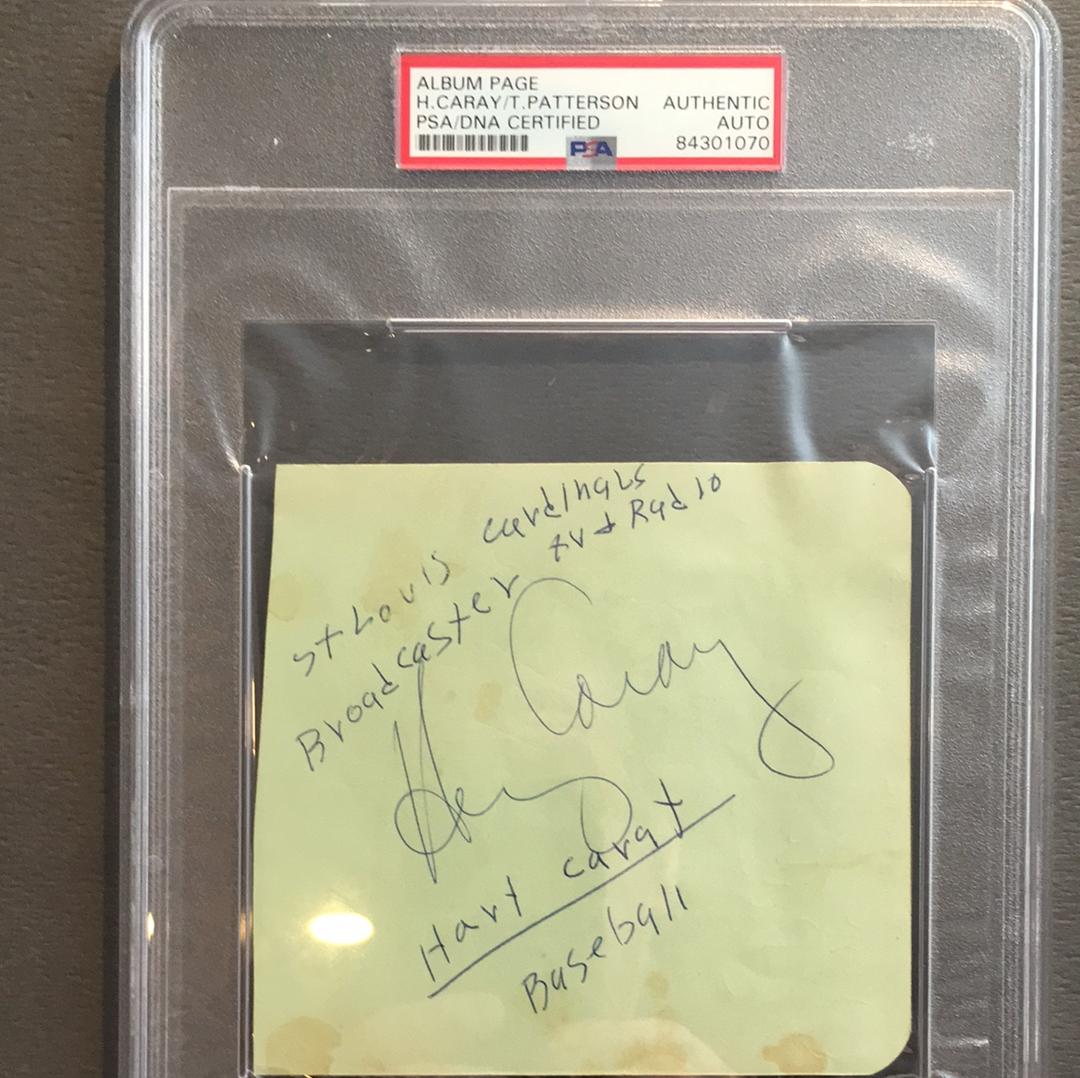 ALBUM PAGE
H.CARAY/T.PATTERSON AUTHENTIC
PSA/DNA CERTIFIED AUTO
PSA 84301070
St Louis cardinals
Broadcaster tv & Radio
Harry Caray
Harry caray
Baseball